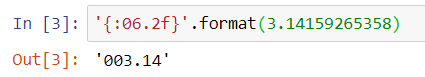 In [3]: '{:06.2f}'.format(3.14159265358)
Out[3]: '003.14'